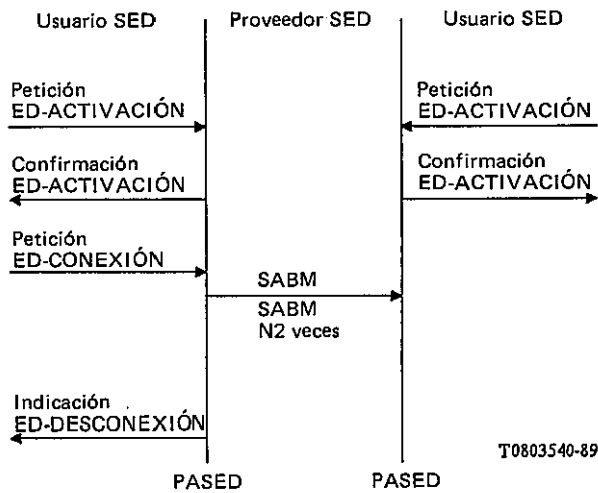 Usuario SED Proveedor SED Usuario SED
Petición
ED-ACTIVACIÓN
Petición
ED-ACTIVACIÓN
Confirmación
ED-ACTIVACIÓN
Confirmación
ED-ACTIVACIÓN
Petición
ED-CONEXIÓN
SABM
SABM
N2 veces
Indicación
ED-DESCONEXIÓN
T0803540-89
PASED PASED